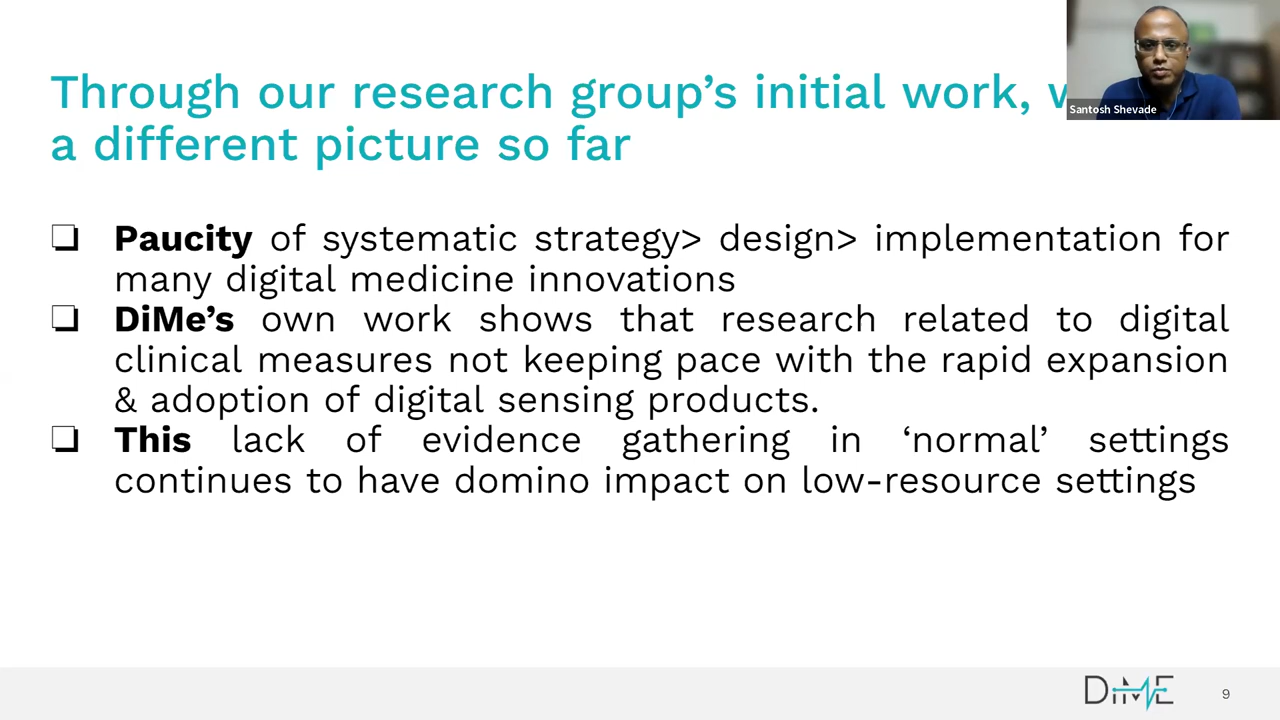 Through our research group’s initial work,
a different picture so far
Santosh Shevade
❏ Paucity of systematic strategy> design> implementation for
many digital medicine innovations
❏ DiMe’s own work shows that research related to digital
clinical measures not keeping pace with the rapid expansion
& adoption of digital sensing products.
❏ This lack of evidence gathering in ‘normal’ settings
continues to have domino impact on low-resource settings
DiME
9